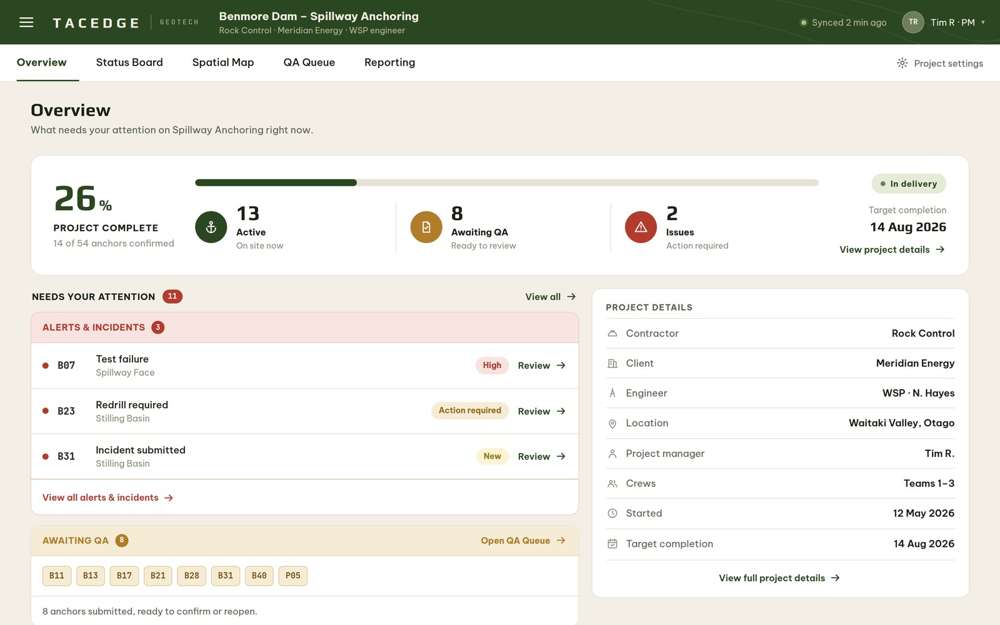 TACEDGE
GEOTECH
Benmore Dam – Spillway Anchoring
Rock Control · Meridian Energy · WSP engineer
Synced 2 min ago
TR
Tim R · PM
Overview
Status Board
Spatial Map
QA Queue
Reporting
Project settings
Overview
What needs your attention on Spillway Anchoring right now.
26%
PROJECT COMPLETE
14 of 54 anchors confirmed
13
Active
On site now
8
Awaiting QA
Ready to review
2
Issues
Action required
In delivery
Target completion
14 Aug 2026
View project details →
NEEDS YOUR ATTENTION 11
View all →
ALERTS & INCIDENTS 3
B07
Test failure
Spillway Face
High
Review →
B23
Redrill required
Stilling Basin
Action required
Review →
B31
Incident submitted
Stilling Basin
New
Review →
View all alerts & incidents →
AWAITING QA 8
Open QA Queue →
B11 B13 B17 B21 B28 B31 B40 P05
8 anchors submitted, ready to confirm or reopen.
PROJECT DETAILS
Contractor Rock Control
Client Meridian Energy
Engineer WSP · N. Hayes
Location Waitaki Valley, Otago
Project manager Tim R.
Crews Teams 1–3
Started 12 May 2026
Target completion 14 Aug 2026
View full project details →